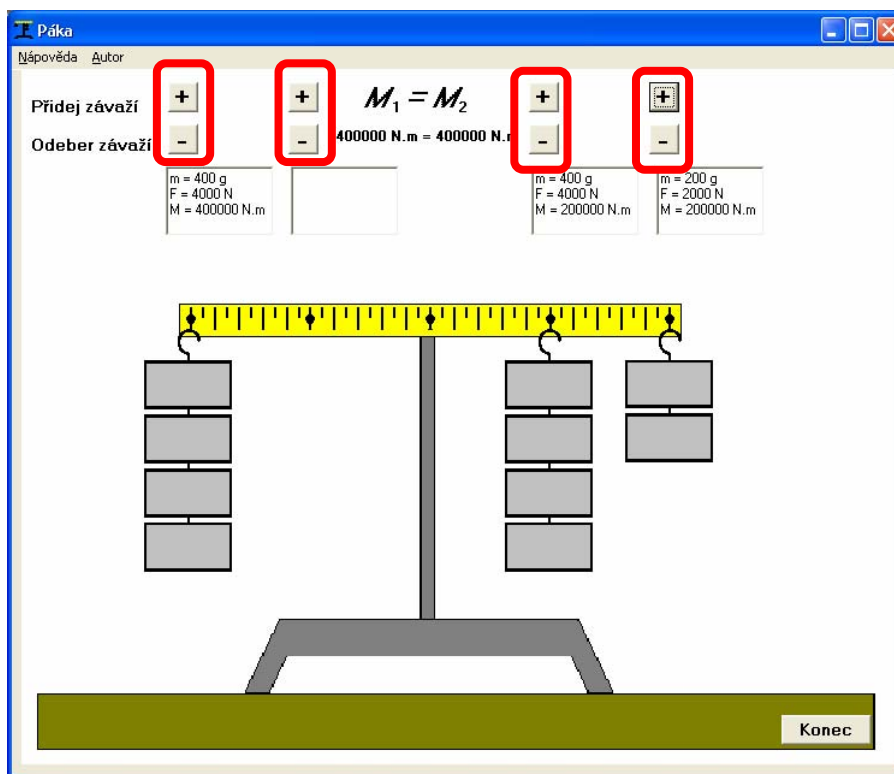 Páka
Nápověda Autor
Přidej závaží + + M1 = M2 + +
Odeber závaží - - 400000 N.m = 400000 - -
m = 400 g
F = 4000 N
M = 400000 N.m
m = 400 g
F = 4000 N
M = 200000 N.m
m = 200 g
F = 2000 N
M = 200000 N.m
Konec